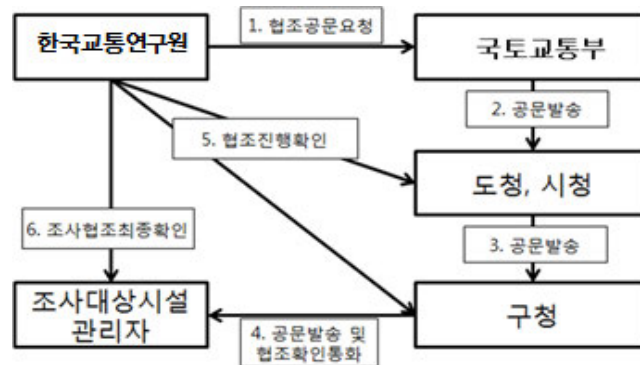 1. 협조공문요청
한국교통연구원
국토교통부
2. 공문발송
5. 협조진행확인
도청, 시청
6. 조사협조최종확인
3. 공문발송
조사대상시설
관리자
구청
4. 공문발송 및
협조확인통화